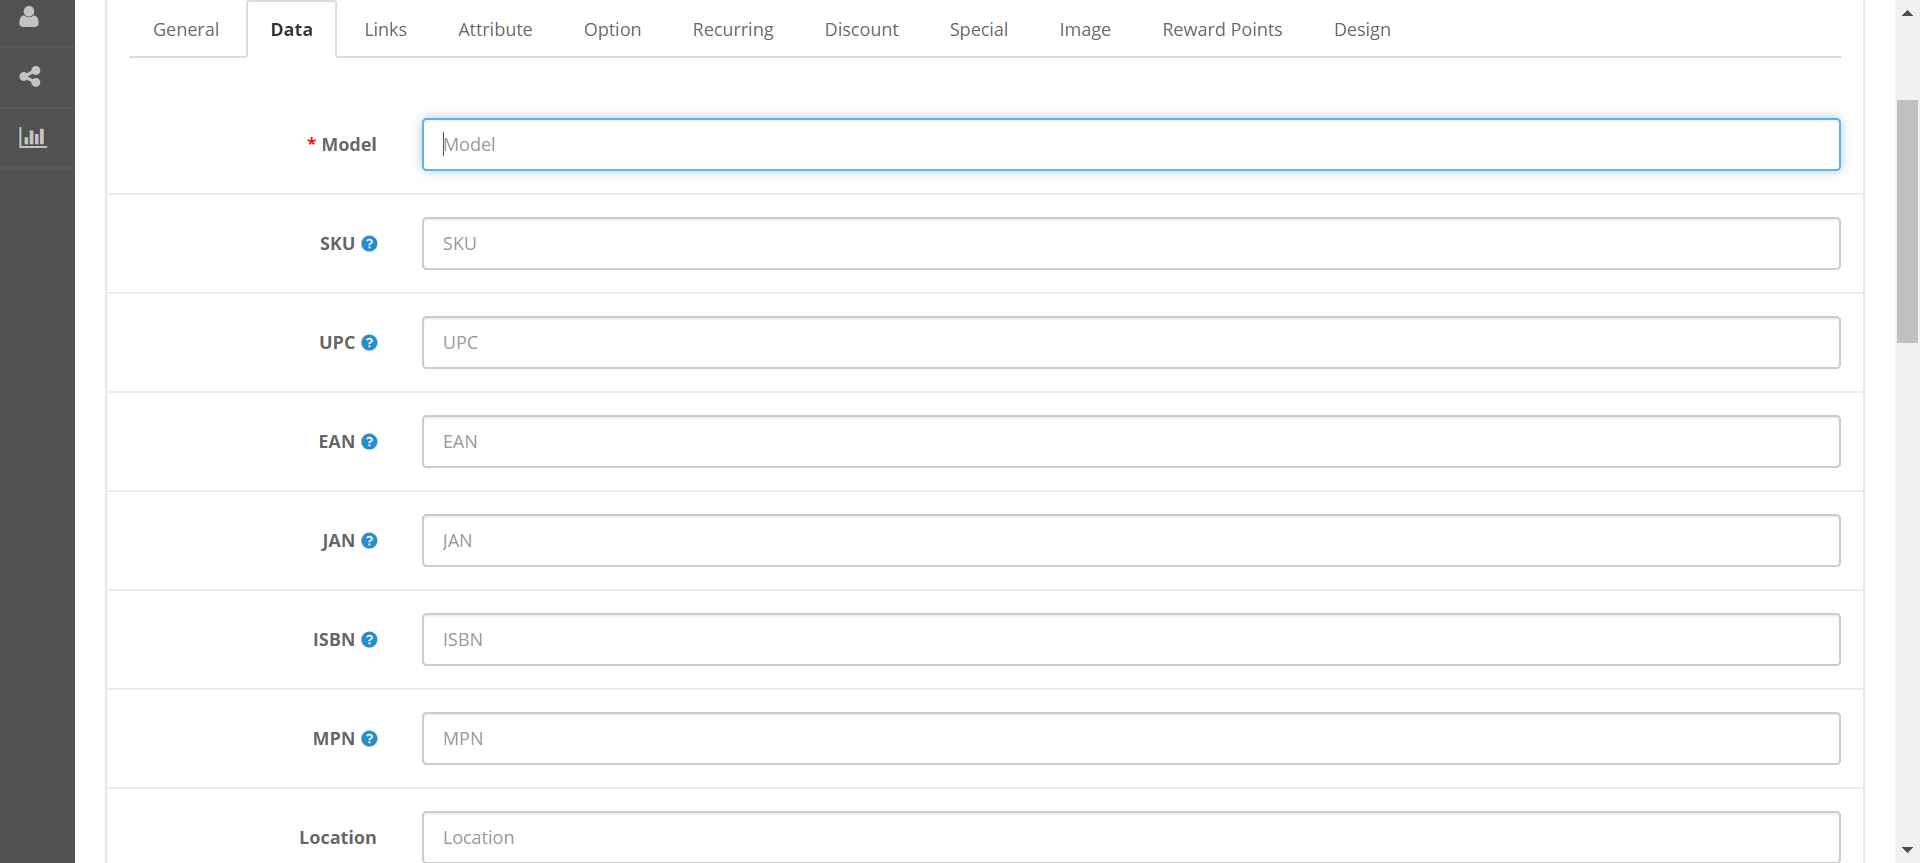 General Data Links Attribute Option Recurring Discount Special Image Reward Points Design
* Model Model
SKU ? SKU
UPC ? UPC
EAN ? EAN
JAN ? JAN
ISBN ? ISBN
MPN ? MPN
Location Location